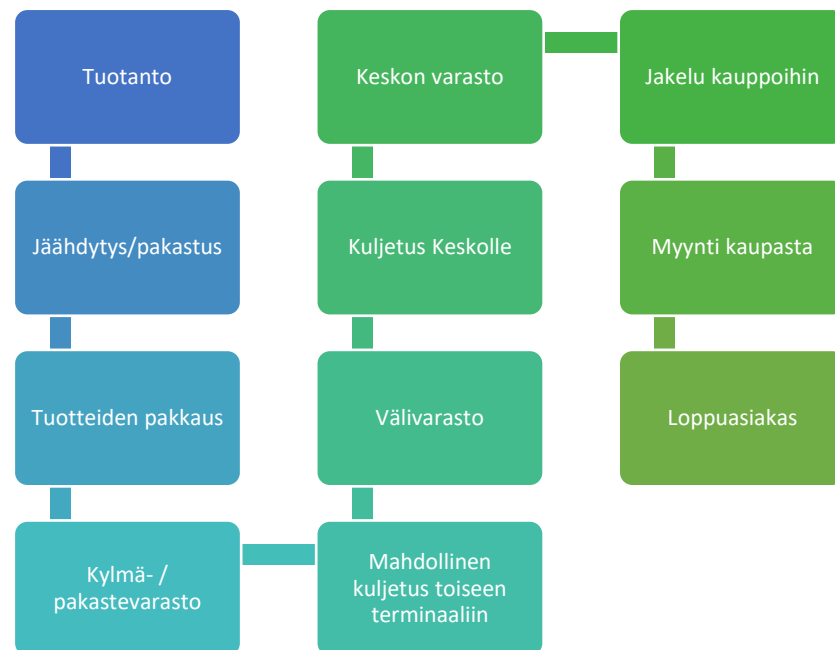 Tuotanto
Jäähdytys/pakastus
Tuotteiden pakkaus
Kylmä- /
pakastevarasto
Mahdollinen
kuljetus toiseen
terminaaliin
Välivarasto
Kuljetus Keskolle
Keskon varasto
Jakelu kauppoihin
Myynti kaupasta
Loppuasiakas